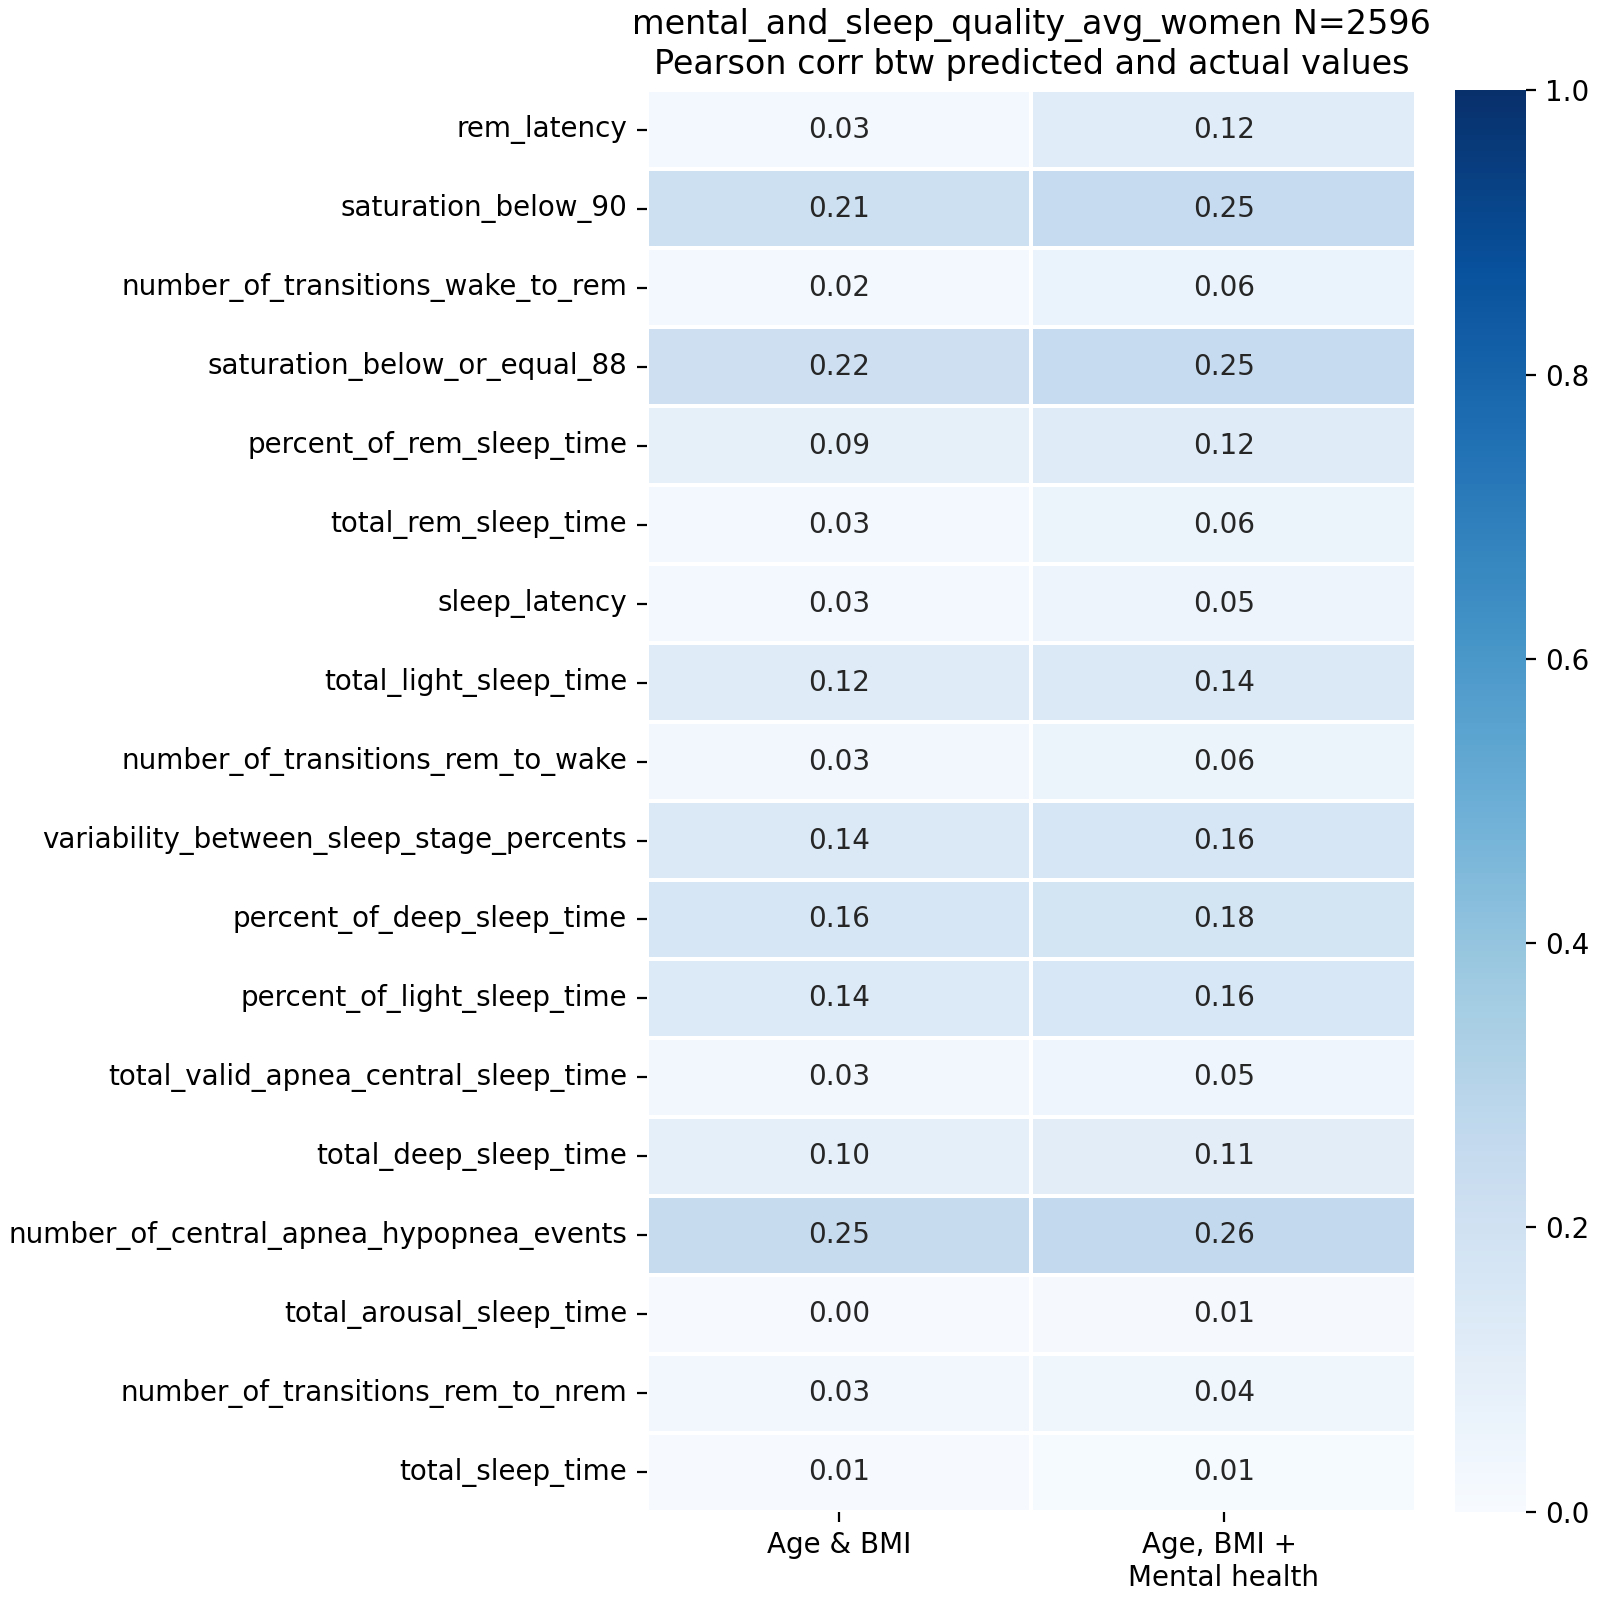 mental_and_sleep_quality_avg_women N=2596
Pearson corr btw predicted and actual values
rem_latency 0.03 0.12
saturation_below_90 0.21 0.25
number_of_transitions_wake_to_rem 0.02 0.06
saturation_below_or_equal_88 0.22 0.25
percent_of_rem_sleep_time 0.09 0.12
total_rem_sleep_time 0.03 0.06
sleep_latency 0.03 0.05
total_light_sleep_time 0.12 0.14
number_of_transitions_rem_to_wake 0.03 0.06
variability_between_sleep_stage_percents 0.14 0.16
percent_of_deep_sleep_time 0.16 0.18
percent_of_light_sleep_time 0.14 0.16
total_valid_apnea_central_sleep_time 0.03 0.05
total_deep_sleep_time 0.10 0.11
number_of_central_apnea_hypopnea_events 0.25 0.26
total_arousal_sleep_time 0.00 0.01
number_of_transitions_rem_to_nrem 0.03 0.04
total_sleep_time 0.01 0.01
Age & BMI
Age, BMI +
Mental health
1.0
0.8
0.6
0.4
0.2
0.0